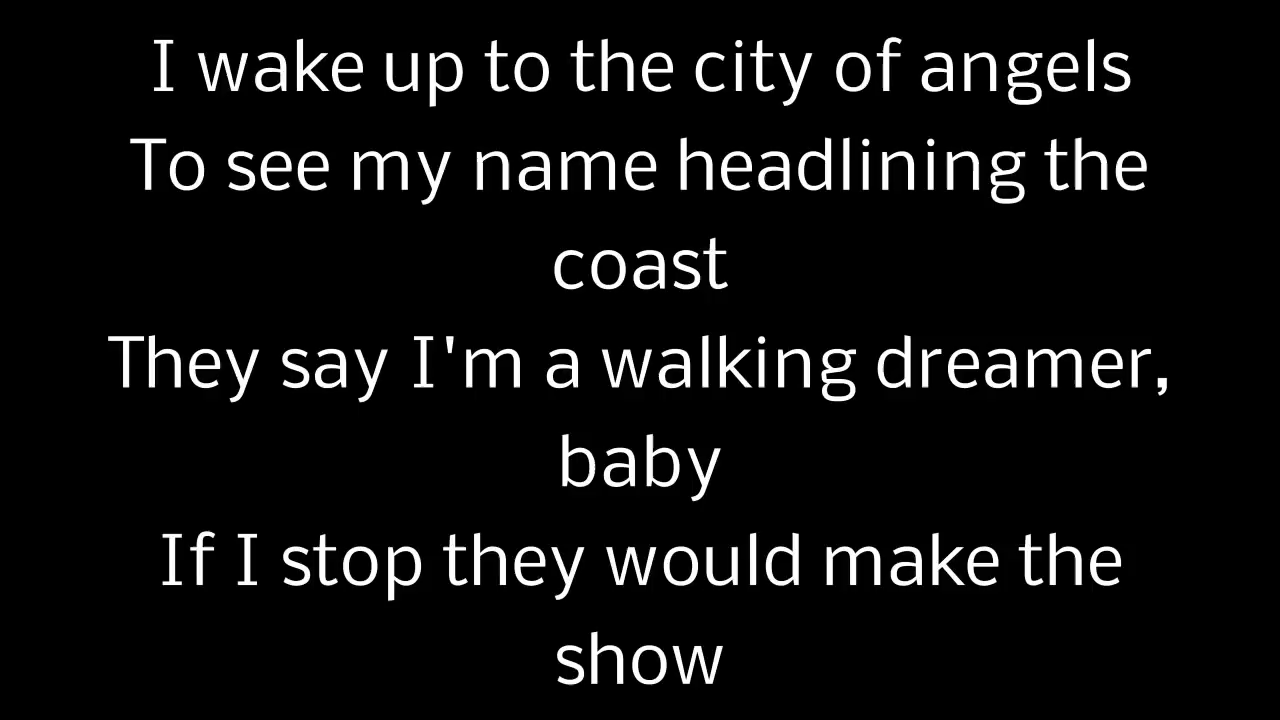 I wake up to the city of angels
To see my name headlining the
coast
They say I'm a walking dreamer,
baby
If I stop they would make the
show